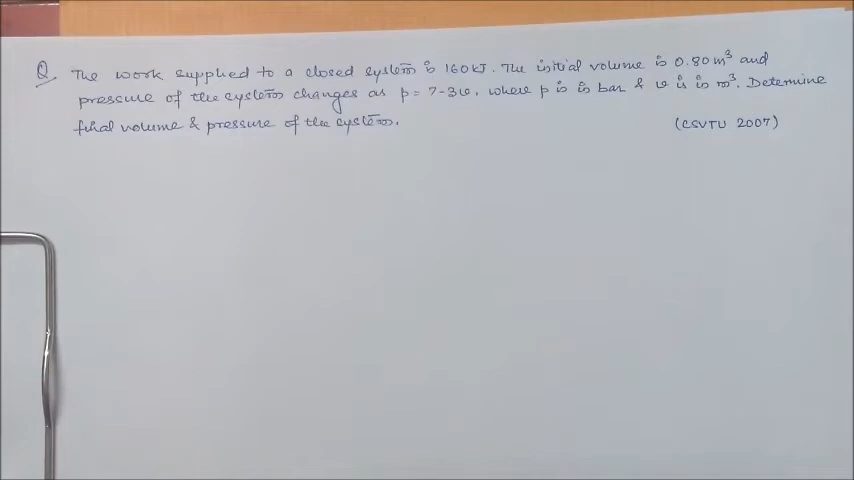 Q. The work supplied to a closed system is 160 kJ. The initial volume is 0.80 m³ and
pressure of the system changes as p = 7-3v, where p is in bar & v is in m³. Determine
final volume & pressure of the system. (CSVTU 2007)